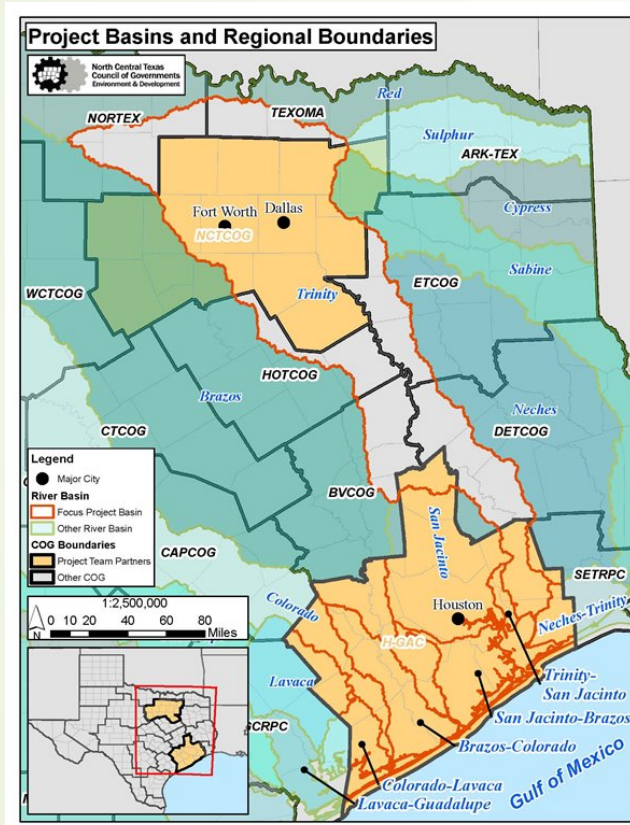 Project Basins and Regional Boundaries
North Central Texas
Council of Governments
Environment & Development
Red
NORTEX
TEXOMA
Sulphur
ARK-TEX
Cypress
Fort Worth
Dallas
NCTCOG
Sabine
ETCOG
WCTCOG
Trinity
HOTCOG
Brazos
Neches
CTCOG
DETCOG
Legend
Major City
River Basin
Focus Project Basin
Other River Basin
COG Boundaries
Project Team Partners
Other COG
BVCOG
CAPCOG
San Jacinto
SETRPC
1:2,500,000
Colorado
Houston
Neches-Trinity
N
0 10 20 40 60 80
Miles
H-GAC
Lavaca
Trinity-
San Jacinto
San Jacinto-Brazos
GCRPC
Brazos-Colorado
Colorado-Lavaca
Lavaca-Guadalupe
Gulf of Mexico